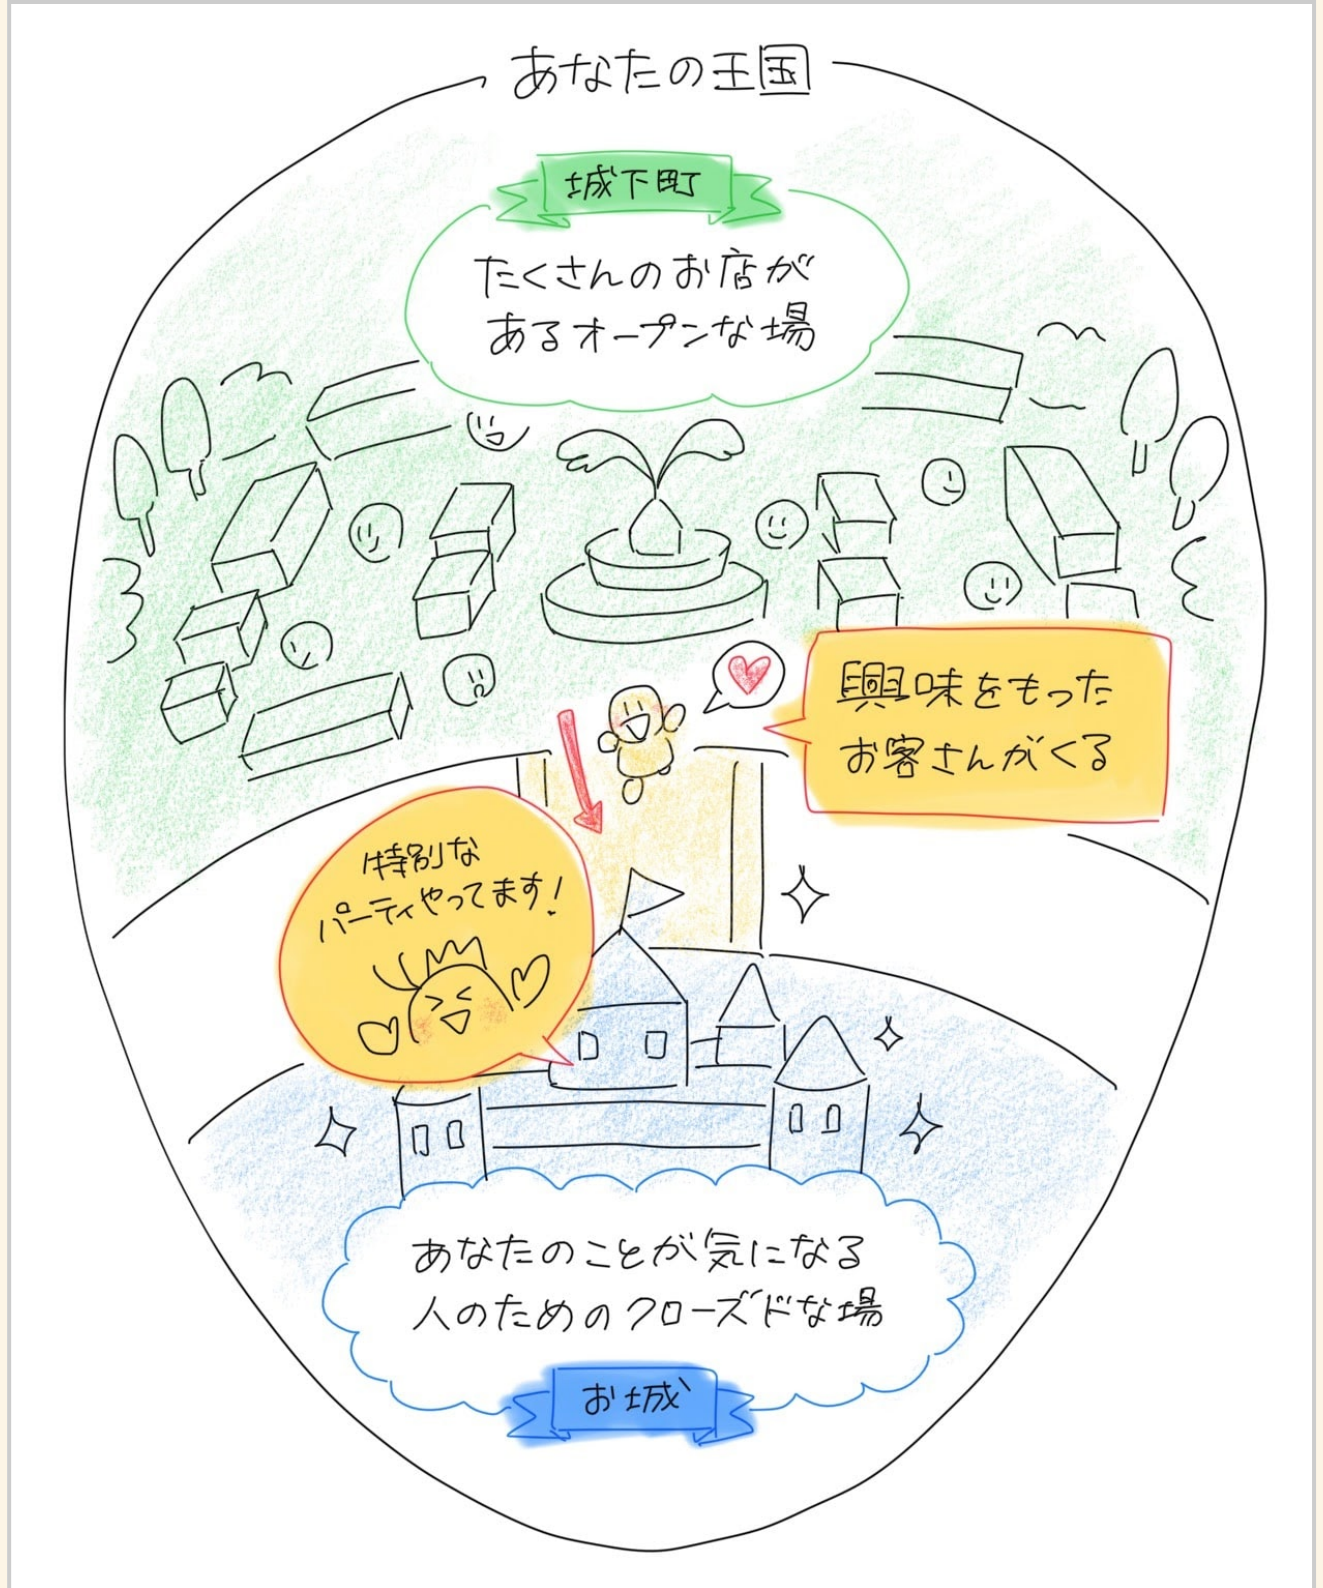 あなたの王国
城下町
たくさんのお店が
あるオープンな場
興味をもった
お客さんがくる
特別な
パーティやってます!
あなたのことが気になる
人のためのクローズドな場
お城